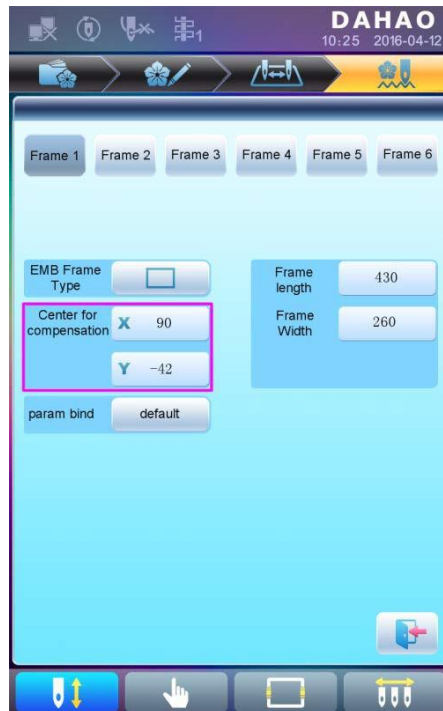 DAHAO
10:25 2016-04-12
1
Frame 1 Frame 2 Frame 3 Frame 4 Frame 5 Frame 6
EMB Frame
Type
Frame
length
430
Center for
compensation
X 90
Frame
Width
260
Y -42
param bind default